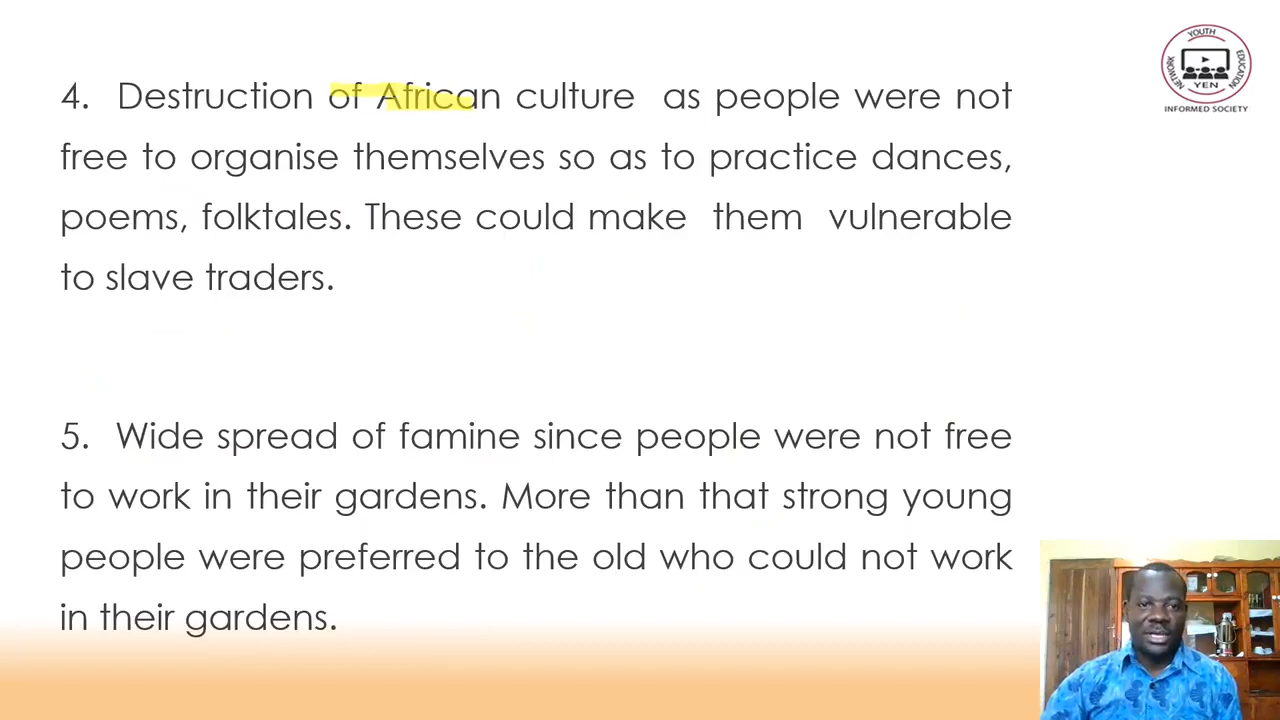 4. Destruction of African culture as people were not
free to organise themselves so as to practice dances,
poems, folktales. These could make them vulnerable
to slave traders.
5. Wide spread of famine since people were not free
to work in their gardens. More than that strong young
people were preferred to the old who could not work
in their gardens.
YOUTH
EDUCATION
NETWORK
YEN
INFORMED SOCIETY